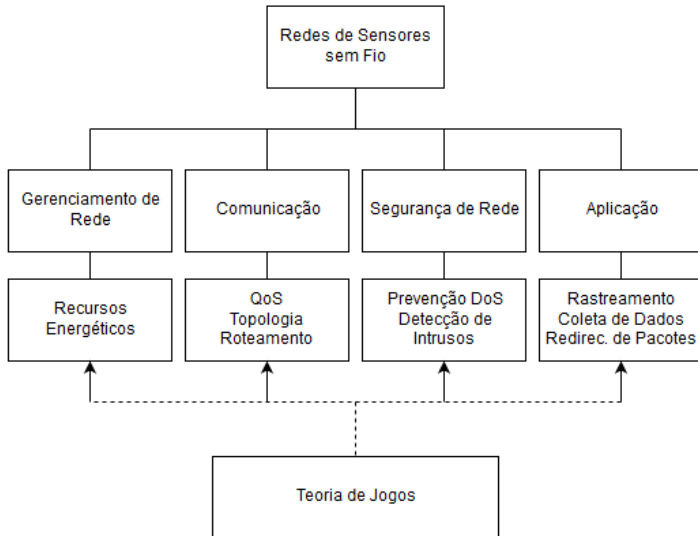 Redes de Sensores
sem Fio
Gerenciamento de
Rede
Comunicação
Segurança de Rede
Aplicação
Recursos
Energéticos
QoS
Topologia
Roteamento
Prevenção DoS
Detecção de
Intrusos
Rastreamento
Coleta de Dados
Redirec. de Pacotes
Teoria de Jogos